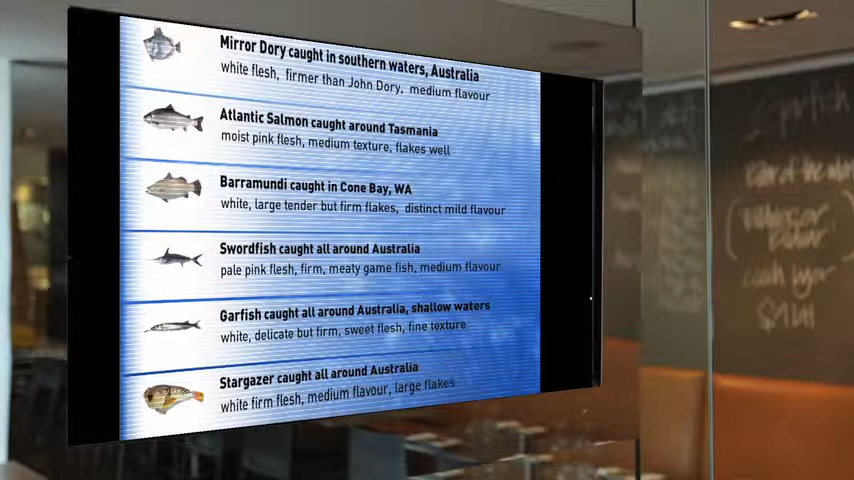 Mirror Dory caught in southern waters, Australia
white flesh, firmer than John Dory, medium flavour
Atlantic Salmon caught around Tasmania
moist pink flesh, medium texture, flakes well
Barramundi caught in Cone Bay, WA
white, large tender but firm flakes, distinct mild flavour
Swordfish caught all around Australia
pale pink flesh, firm, meaty game fish, medium flavour
Garfish caught all around Australia, shallow waters
white, delicate but firm, sweet flesh, fine texture
Stargazer caught all around Australia
white firm flesh, medium flavour, large flakes